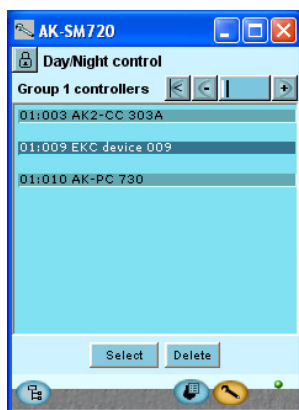 AK-SM720
Day/Night control
Group 1 controllers
01:003 AK2-CC 303A
01:009 EKC device 009
01:010 AK-PC 730
Select Delete